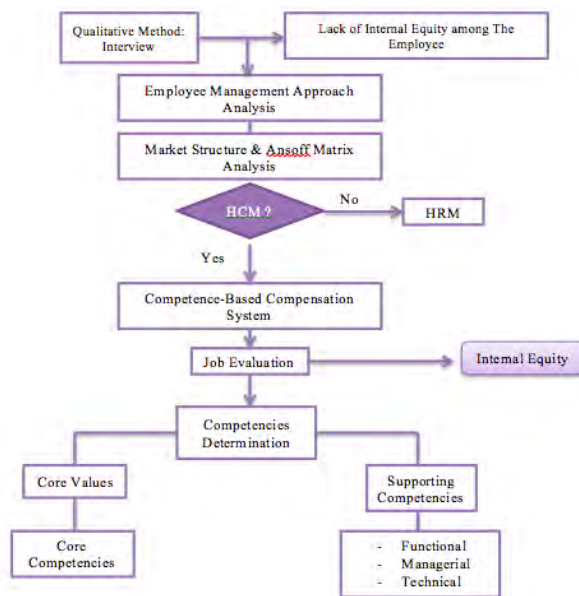 Qualitative Method:
Interview
Lack of Internal Equity among The
Employee
Employee Management Approach
Analysis
Market Structure & Ansoff Matrix
Analysis
HCM ?
No
HRM
Yes
Competence-Based Compensation
System
Job Evaluation
Internal Equity
Competencies
Determination
Core Values
Supporting
Competencies
Core
Competencies
- Functional
- Managerial
- Technical